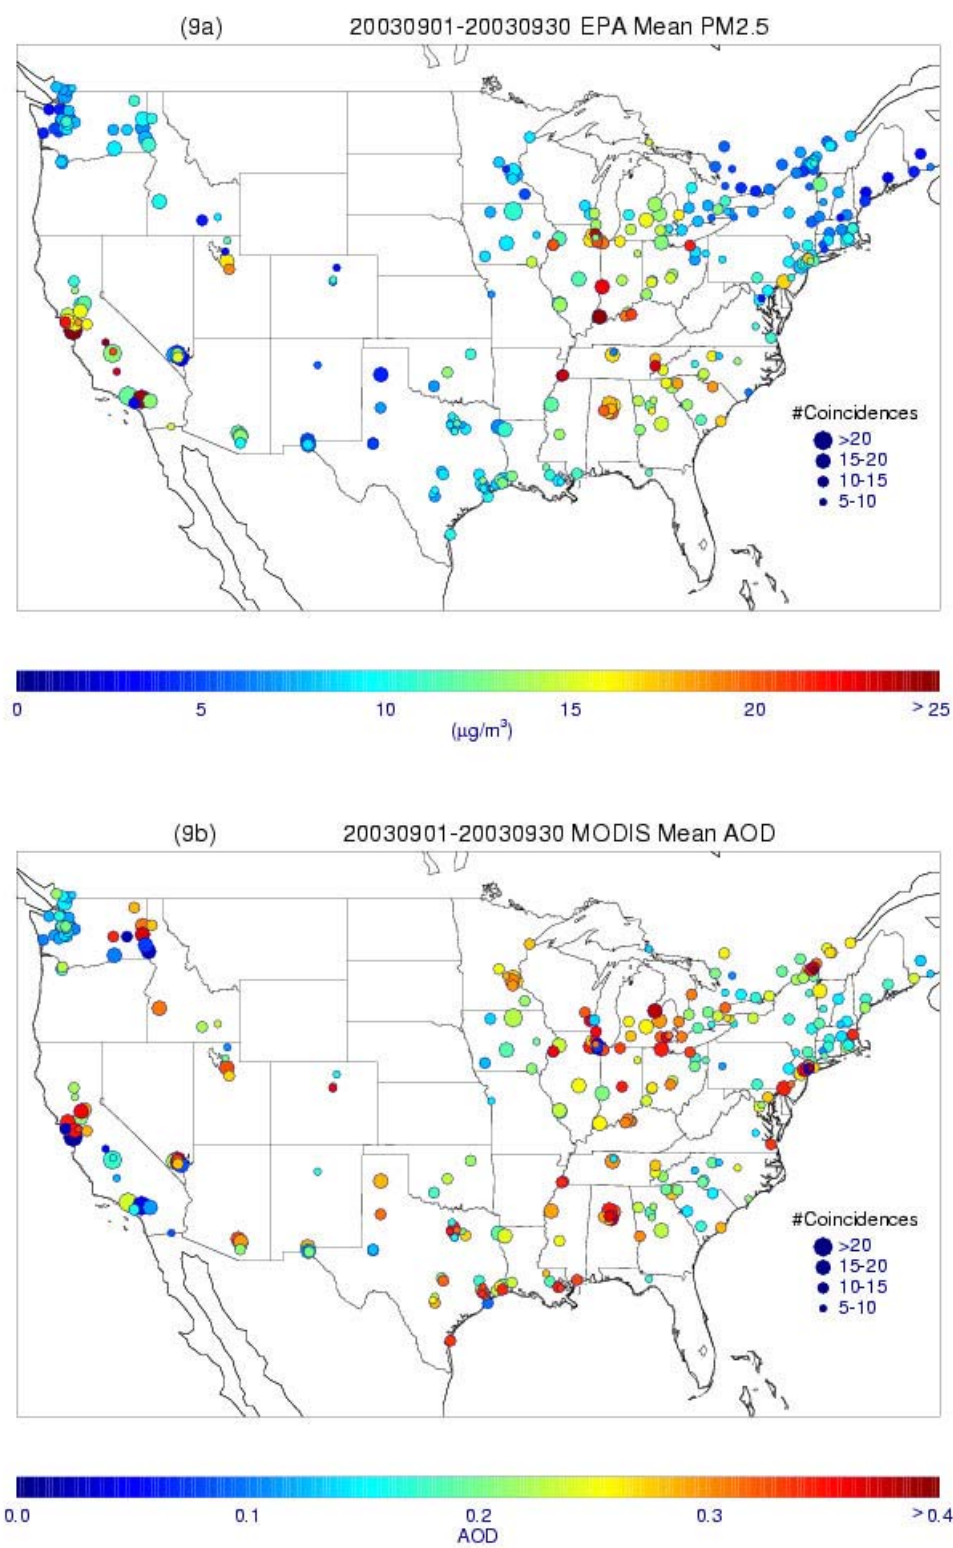 (9a) 20030901-20030930 EPA Mean PM2.5
#Coincidences
>20
15-20
10-15
5-10
0 5 10 15 20 > 25
(µg/m³)
(9b) 20030901-20030930 MODIS Mean AOD
#Coincidences
>20
15-20
10-15
5-10
0.0 0.1 0.2 0.3 > 0.4
AOD